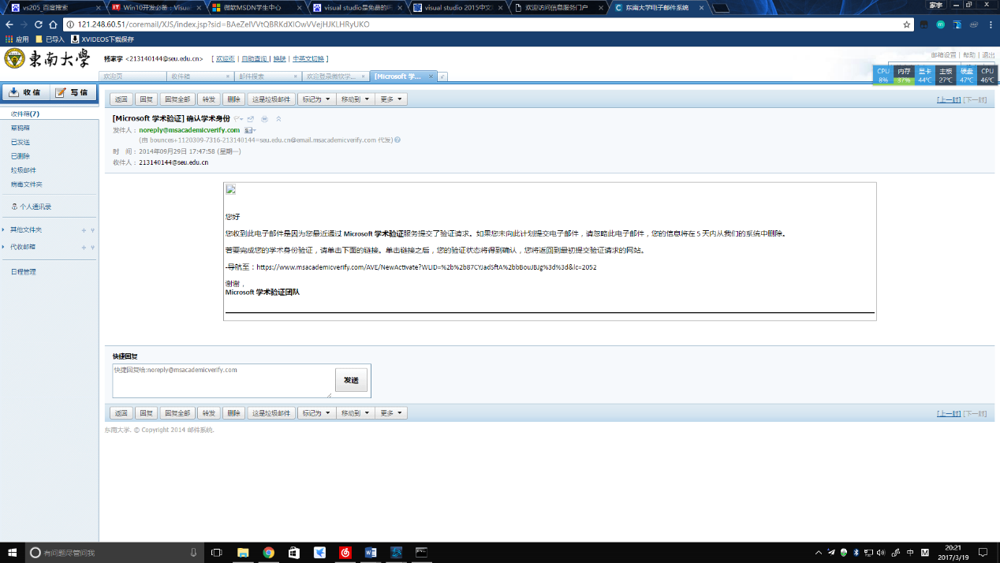 vs205_百度搜索
Win10开发必备：Visual
微软MSDN学生中心
visual studio是免费的吗
visual studio 2015中文
欢迎访问信息服务门户
东南大学电子邮件系统
家宇
121.248.60.51/coremail/XJS/index.jsp?sid=BAeZeIVVtQBRKdXIOwVVejHJKLHRyUKO
应用 已导入 XVIDEOS下载保存
东南大学
杨家宇 <213140144@seu.edu.cn> [ 欢迎页 | 自助查询 | 换肤 | 中英文切换 ]
邮箱设置 | 帮助 | 退出
欢迎页 收件箱 邮件搜索 欢迎登录微软学... [Microsoft 学...
CPU 内存 显卡 主板 硬盘 CPU
8% 37% 44℃ 27℃ 47℃ 46℃
收信 写信
收件箱(7)
草稿箱
已发送
已删除
垃圾邮件
病毒文件夹
个人通讯录
其他文件夹
代收邮箱
日程管理
返回 回复 回复全部 转发 删除 这是垃圾邮件 标记为 移动到 更多 [上一封] [下一封]
[Microsoft 学术验证] 确认学术身份
发件人：noreply@msacademicverify.com
(由 bounces+1120309-7316-213140144=seu.edu.cn@email.msacademicverify.com 代发)
时 间：2014年09月29日 17:47:58 (星期一)
收件人：213140144@seu.edu.cn
您好
您收到此电子邮件是因为您最近通过 Microsoft 学术验证服务提交了验证请求。如果您未向此计划提交电子邮件，请忽略此电子邮件，您的信息将在 5 天内从我们的系统中删除。
若要完成您的学术身份验证，请单击下面的链接。单击链接之后，您的验证状态将得到确认，您将返回到最初提交验证请求的网站。
-导航至：https://www.msacademicverify.com/AVE/NewActivate?WLID=%2b%2b87CYJadSftA%2bbBouJBJg%3d%3d&lc=2052
谢谢，
Microsoft 学术验证团队
快捷回复
快捷回复给:noreply@msacademicverify.com
发送
返回 回复 回复全部 转发 删除 这是垃圾邮件 标记为 移动到 更多 [上一封] [下一封]
东南大学. © Copyright 2014 邮件系统.
有问题尽管问我
中 M
20:21
2017/3/19